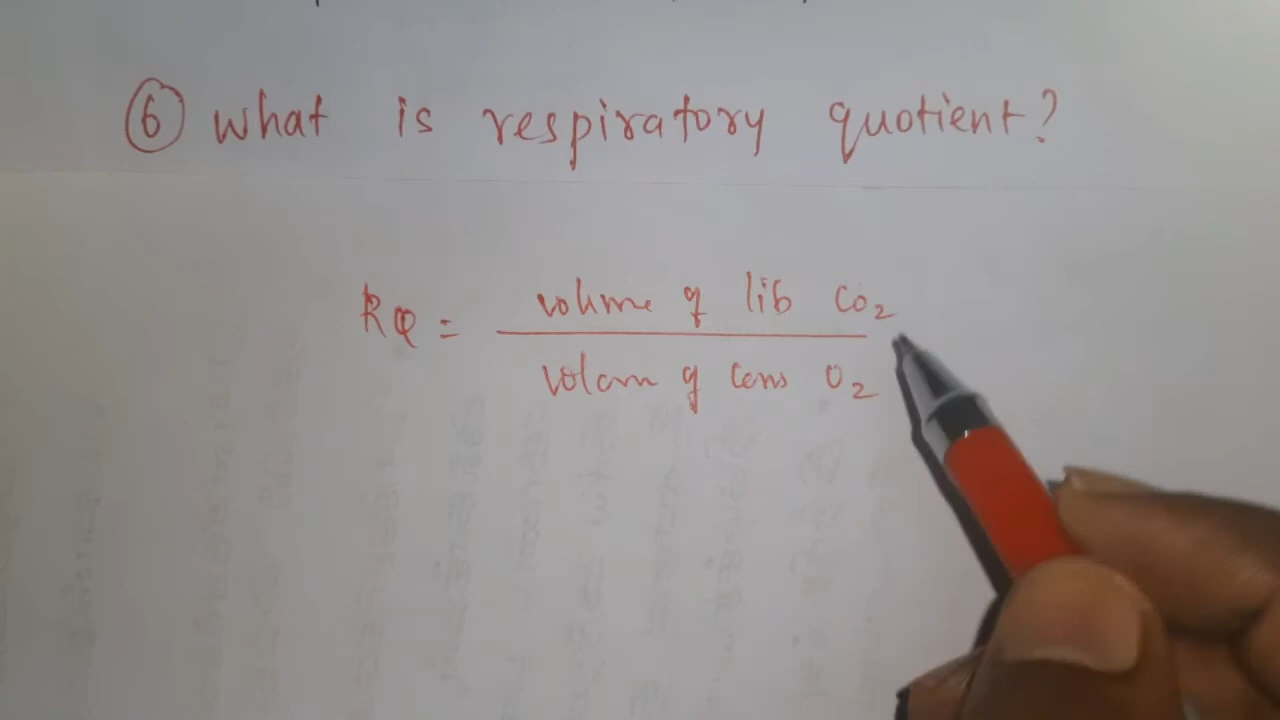 6 What is respiratory quotient?
RQ = volume of lib CO2
volum of cons O2